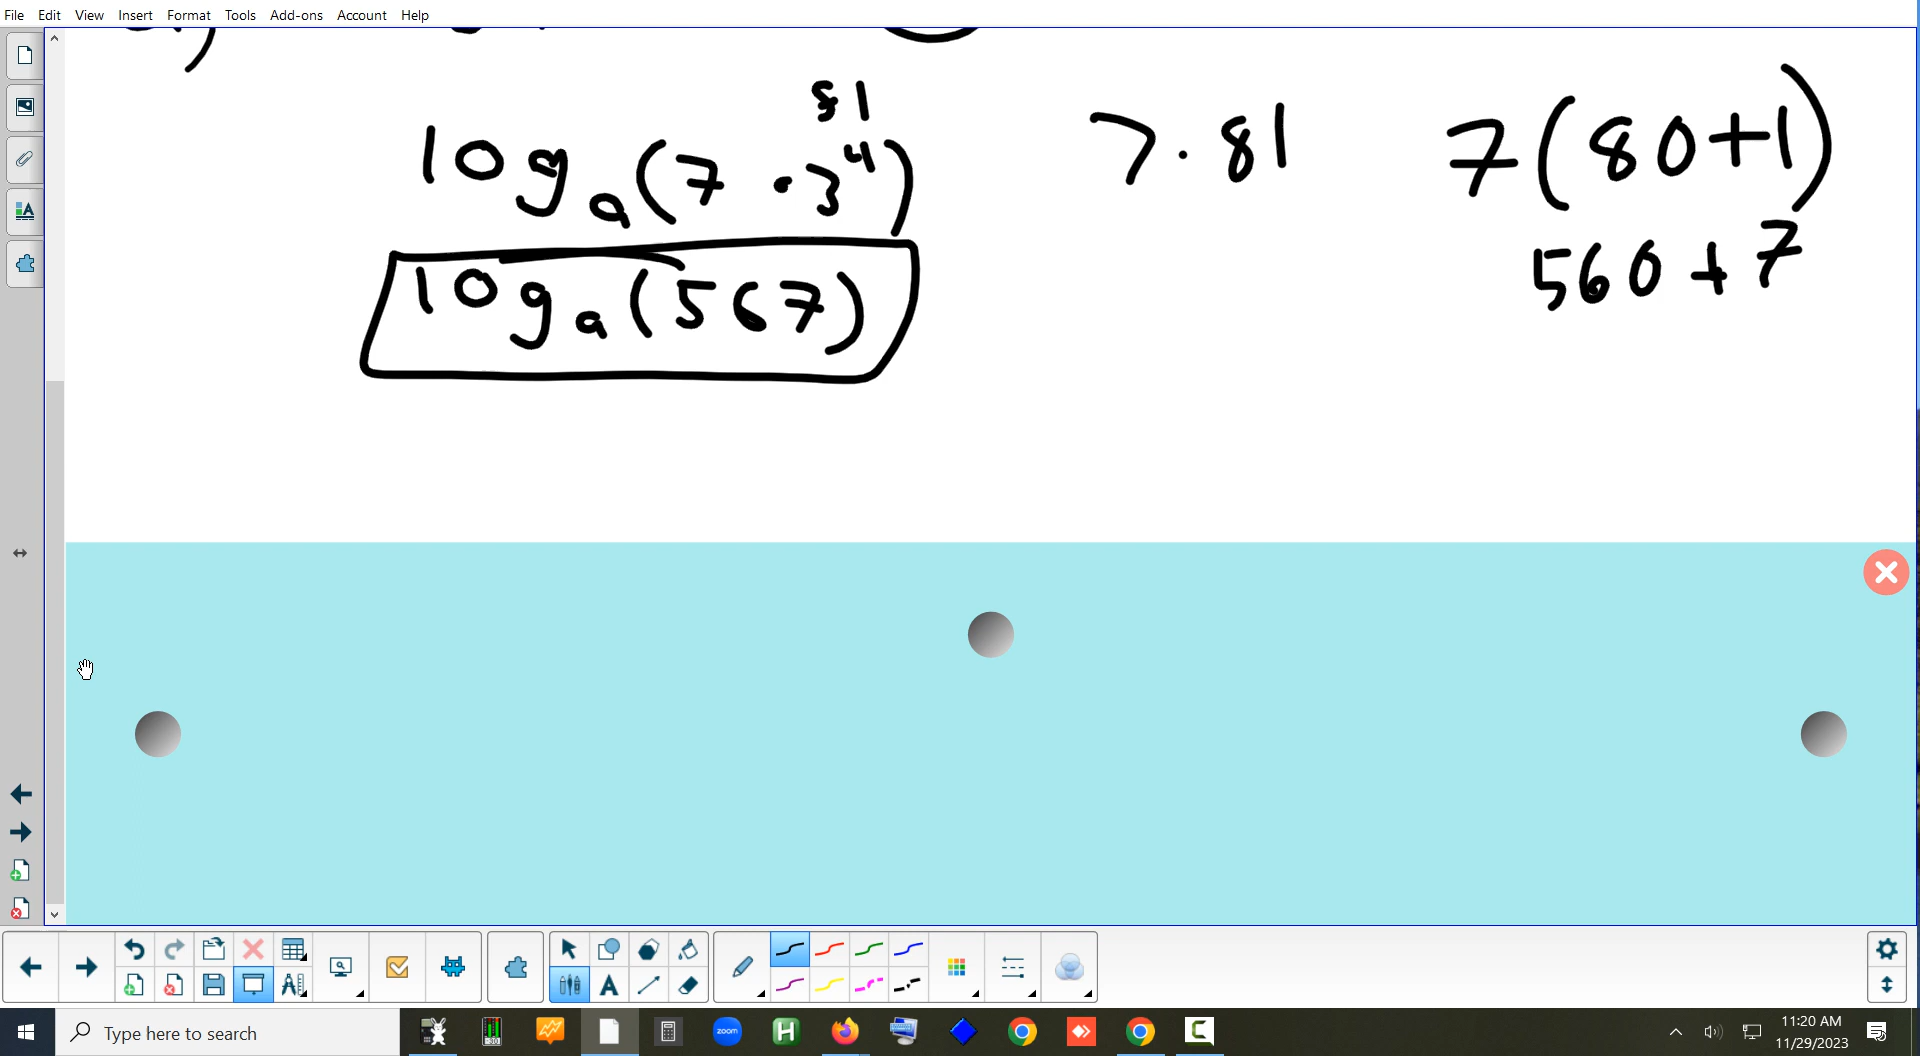 File Edit View Insert Format Tools Add-ons Account Help
81
log_a(7 · 3^4)
7 · 81
7(80+1)
560 + 7
log_a(567)
A
A
zoom
H
C
Type here to search
11:20 AM
11/29/2023